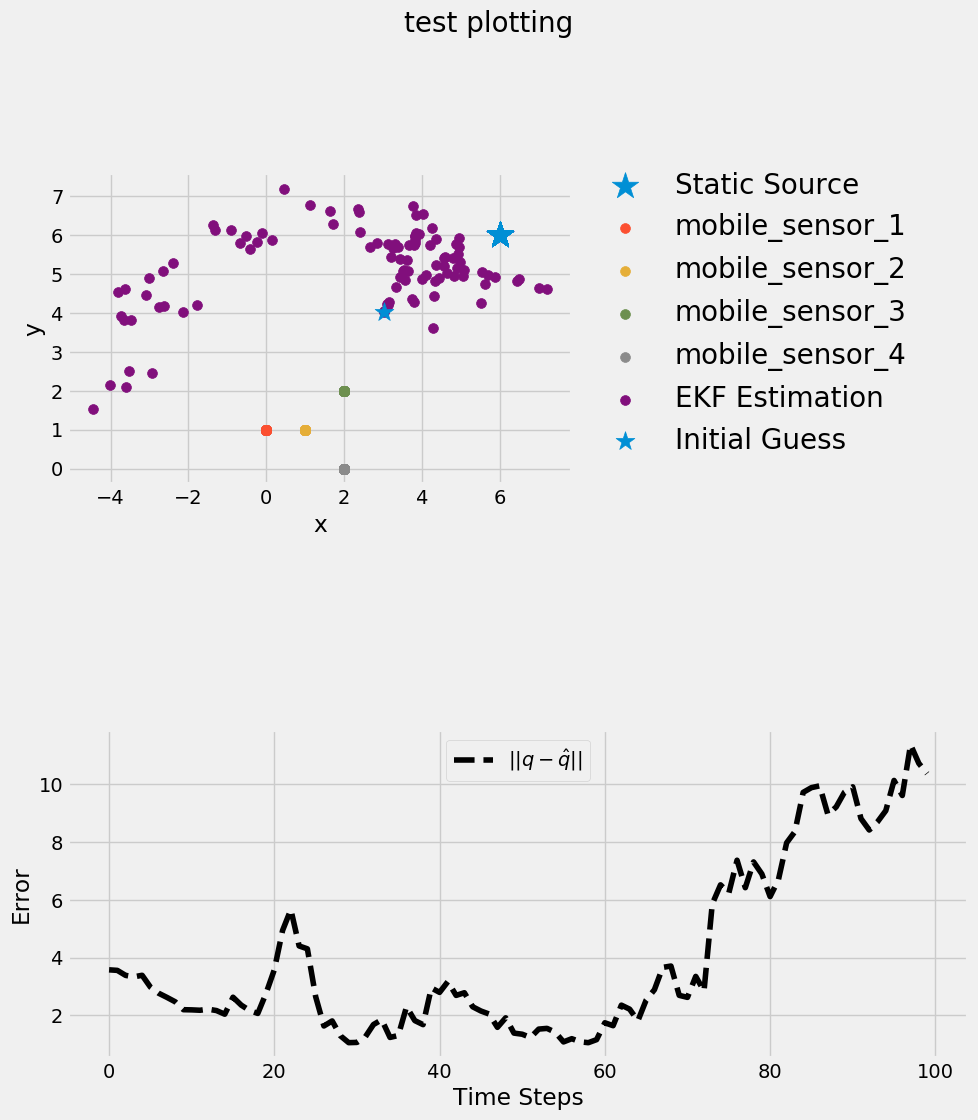 test plotting
7
6
5
4
3
2
1
0
y
−4 −2 0 2 4 6
x
Static Source
mobile_sensor_1
mobile_sensor_2
mobile_sensor_3
mobile_sensor_4
EKF Estimation
Initial Guess
||q − q̂||
10
8
6
4
2
Error
0 20 40 60 80 100
Time Steps